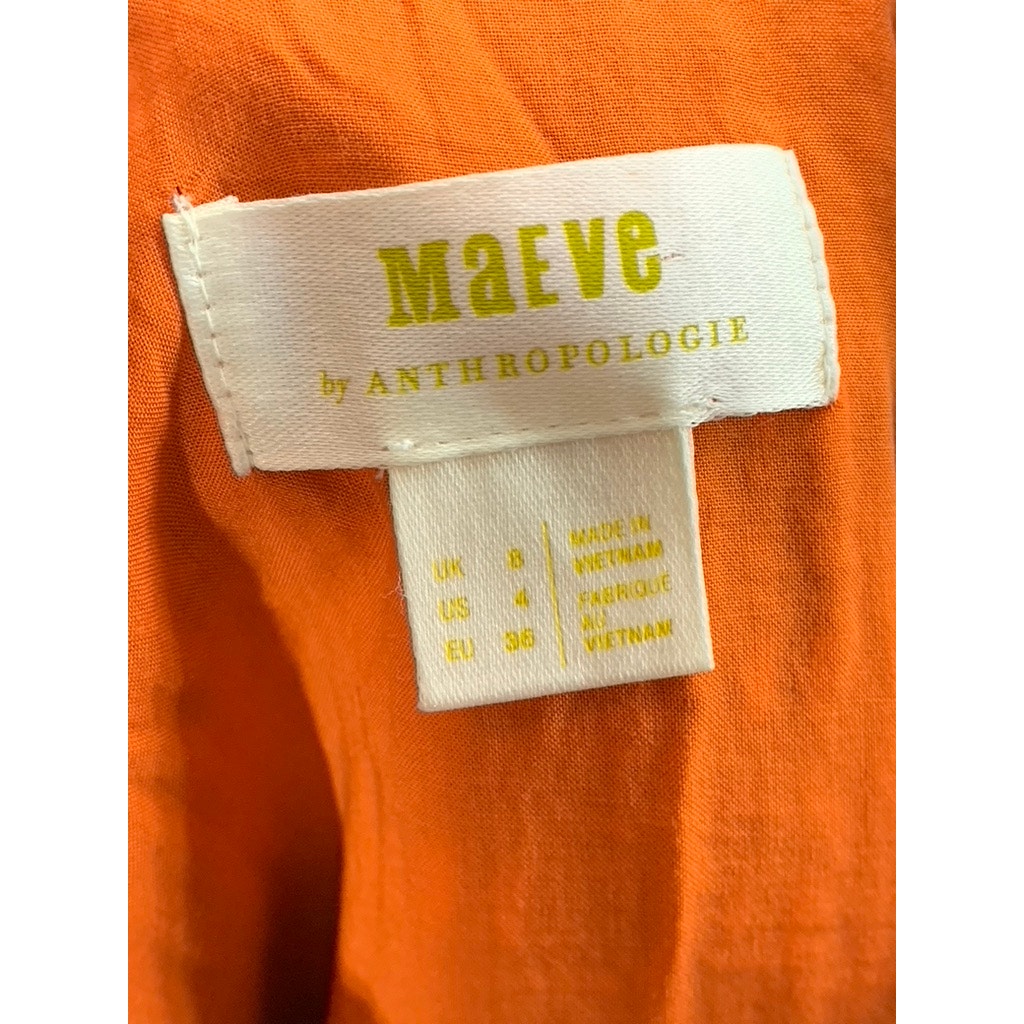 MaEVe
by ANTHROPOLOGIE
UK 8
US 4
EU 36
MADE IN
VIETNAM
FABRIQUE
AU
VIETNAM